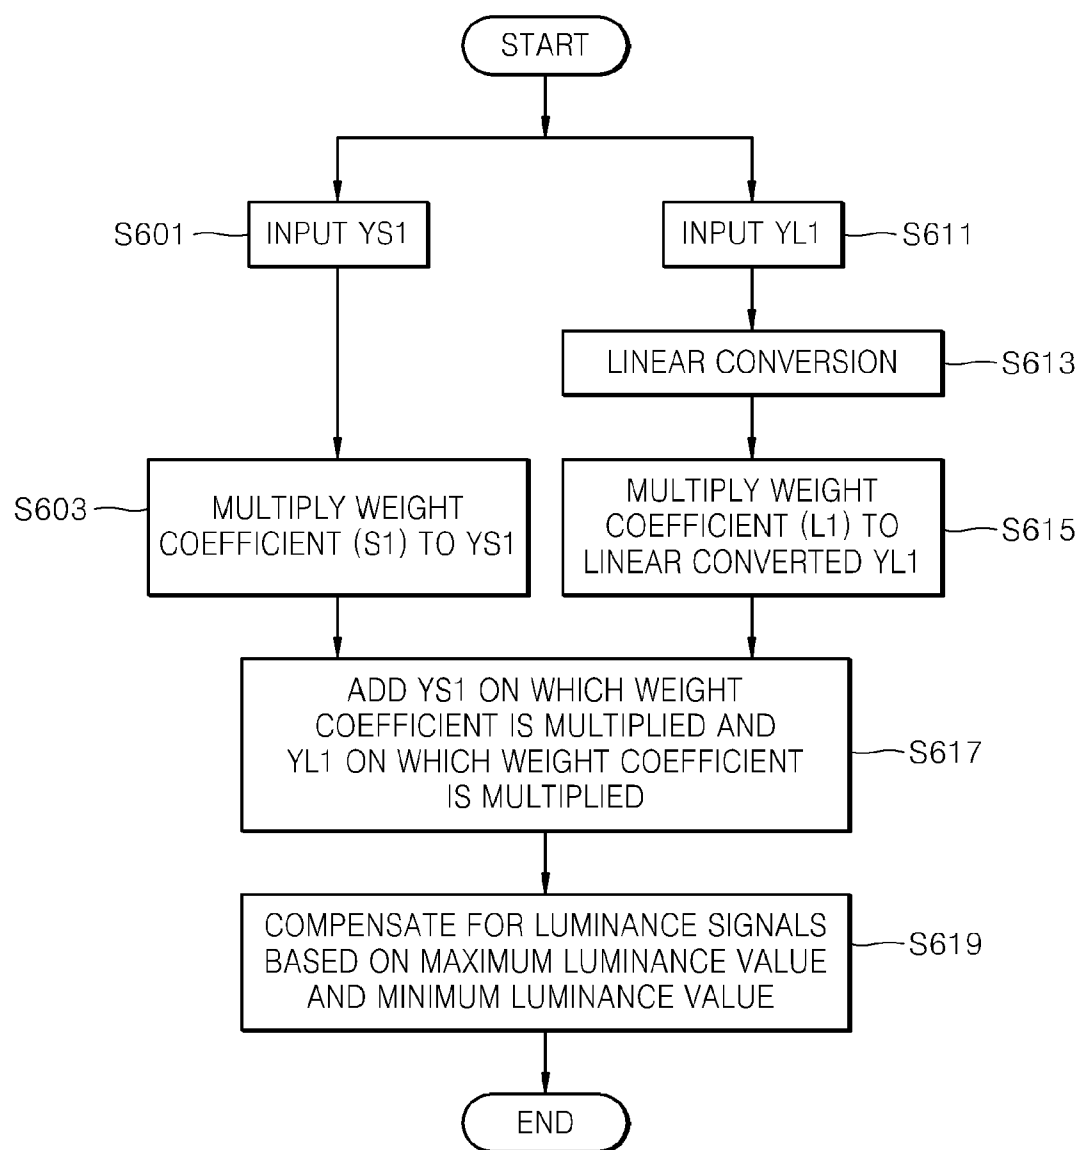 START
S601
INPUT YS1
INPUT YL1
S611
LINEAR CONVERSION
S613
S603
MULTIPLY WEIGHT
COEFFICIENT (S1) TO YS1
MULTIPLY WEIGHT
COEFFICIENT (L1) TO
LINEAR CONVERTED YL1
S615
ADD YS1 ON WHICH WEIGHT
COEFFICIENT IS MULTIPLIED AND
YL1 ON WHICH WEIGHT COEFFICIENT
IS MULTIPLIED
S617
COMPENSATE FOR LUMINANCE SIGNALS
BASED ON MAXIMUM LUMINANCE VALUE
AND MINIMUM LUMINANCE VALUE
S619
END